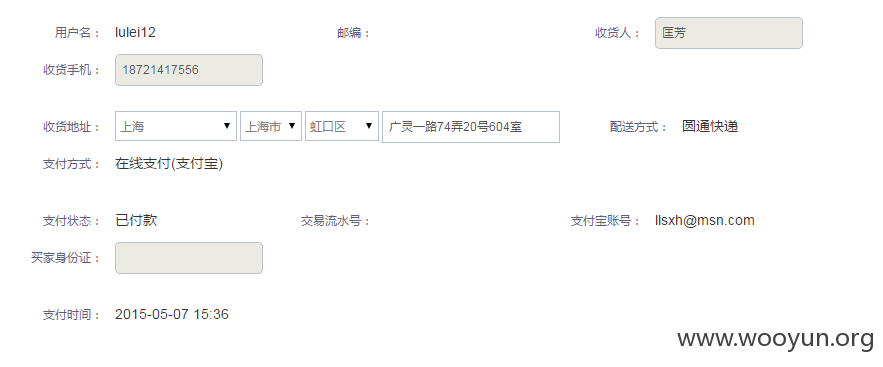 用户名： lulei12 邮编： 收货人： 匡芳
收货手机： 18721417556
收货地址： 上海 上海市 虹口区 广灵一路74弄20号604室 配送方式： 圆通快递
支付方式： 在线支付(支付宝)
支付状态： 已付款 交易流水号： 支付宝账号： llsxh@msn.com
买家身份证：
支付时间： 2015-05-07 15:36
www.wooyun.org